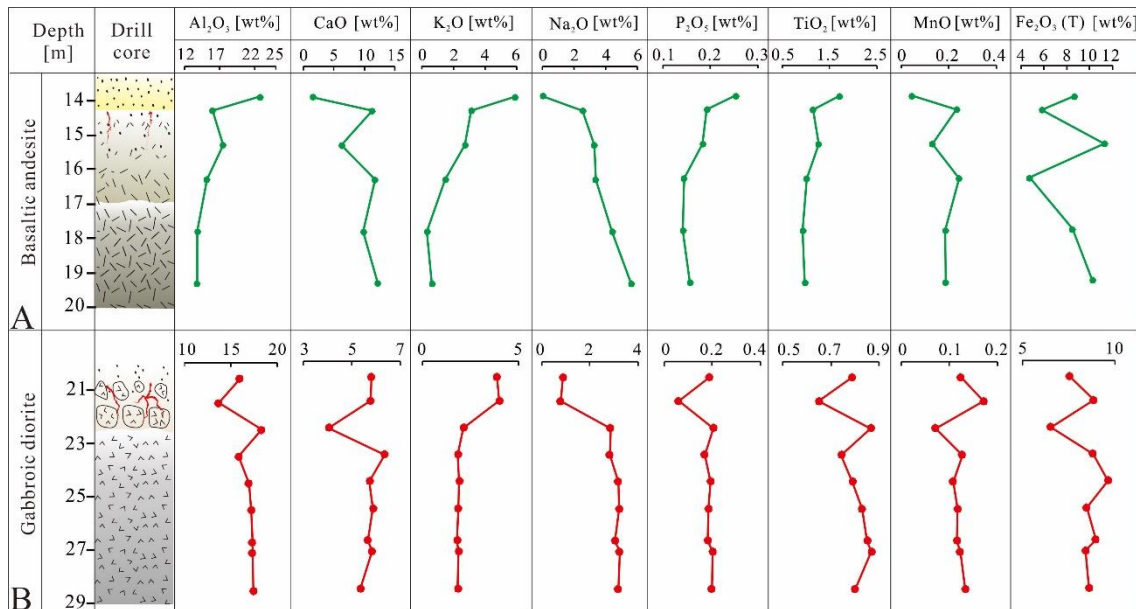 Depth [m] Drill core Al₂O₃ [wt%] CaO [wt%] K₂O [wt%] Na₂O [wt%] P₂O₅ [wt%] TiO₂ [wt%] MnO [wt%] Fe₂O₃ (T) [wt%]
12 17 22 25 0 5 10 15 0 2 4 6 0 2 4 6 0.1 0.2 0.3 0.5 1.5 2.5 0 0.2 0.4 4 6 8 10 12
Basaltic andesite
14
15
16
17
18
19
20
A
10 15 20 3 5 7 0 5 0 2 4 0 0.2 0.4 0.5 0.7 0.9 0 0.1 0.2 5 10
Gabbroic diorite
21
23
25
27
29
B